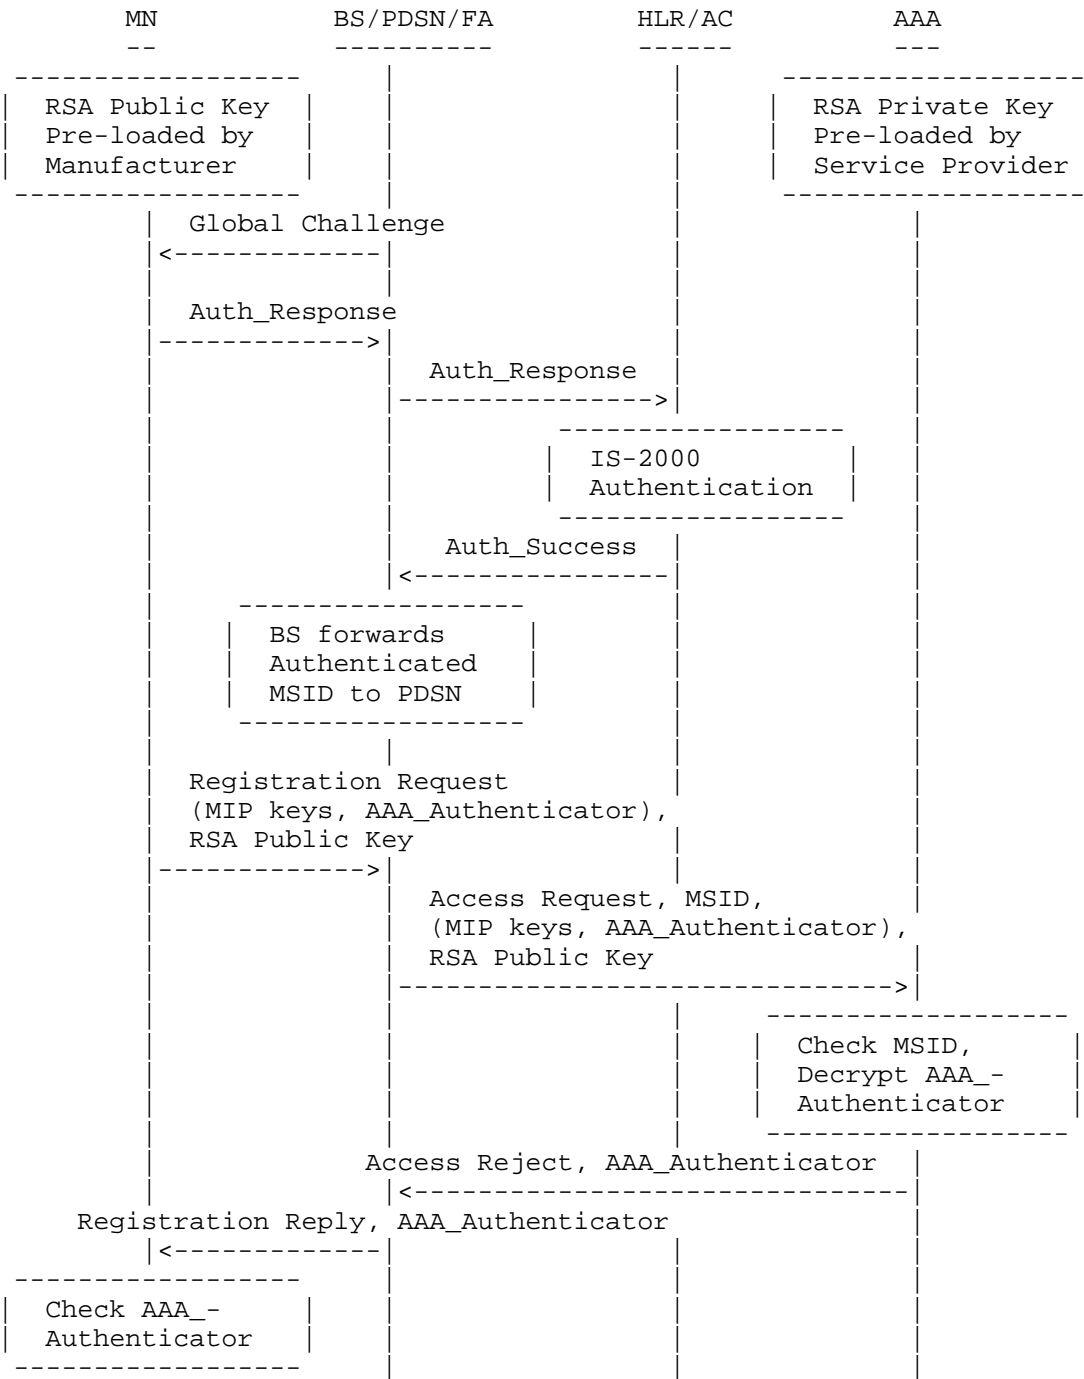 MN BS/PDSN/FA HLR/AC AAA
-- ---------- ------ ---
RSA Public Key RSA Private Key
Pre-loaded by Pre-loaded by
Manufacturer Service Provider
Global Challenge
Auth_Response
Auth_Response
IS-2000
Authentication
Auth_Success
BS forwards
Authenticated
MSID to PDSN
Registration Request
(MIP keys, AAA_Authenticator),
RSA Public Key
Access Request, MSID,
(MIP keys, AAA_Authenticator),
RSA Public Key
Check MSID,
Decrypt AAA_-
Authenticator
Access Reject, AAA_Authenticator
Registration Reply, AAA_Authenticator
Check AAA_-
Authenticator